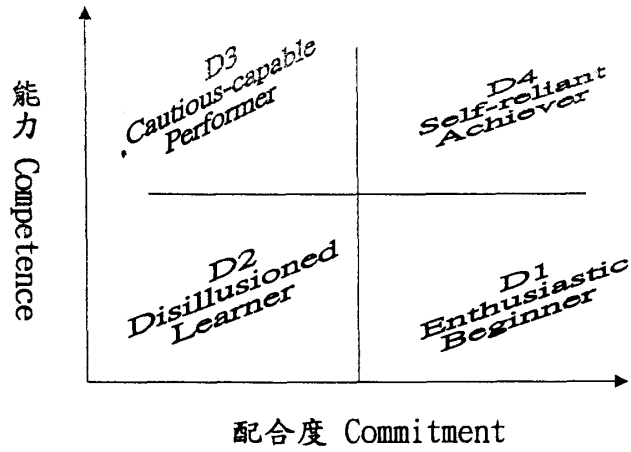 能力 Competence
D3
Cautious-capable
Performer
D4
Self-reliant
Achiever
D2
Disillusioned
Learner
D1
Enthusiastic
Beginner
配合度 Commitment